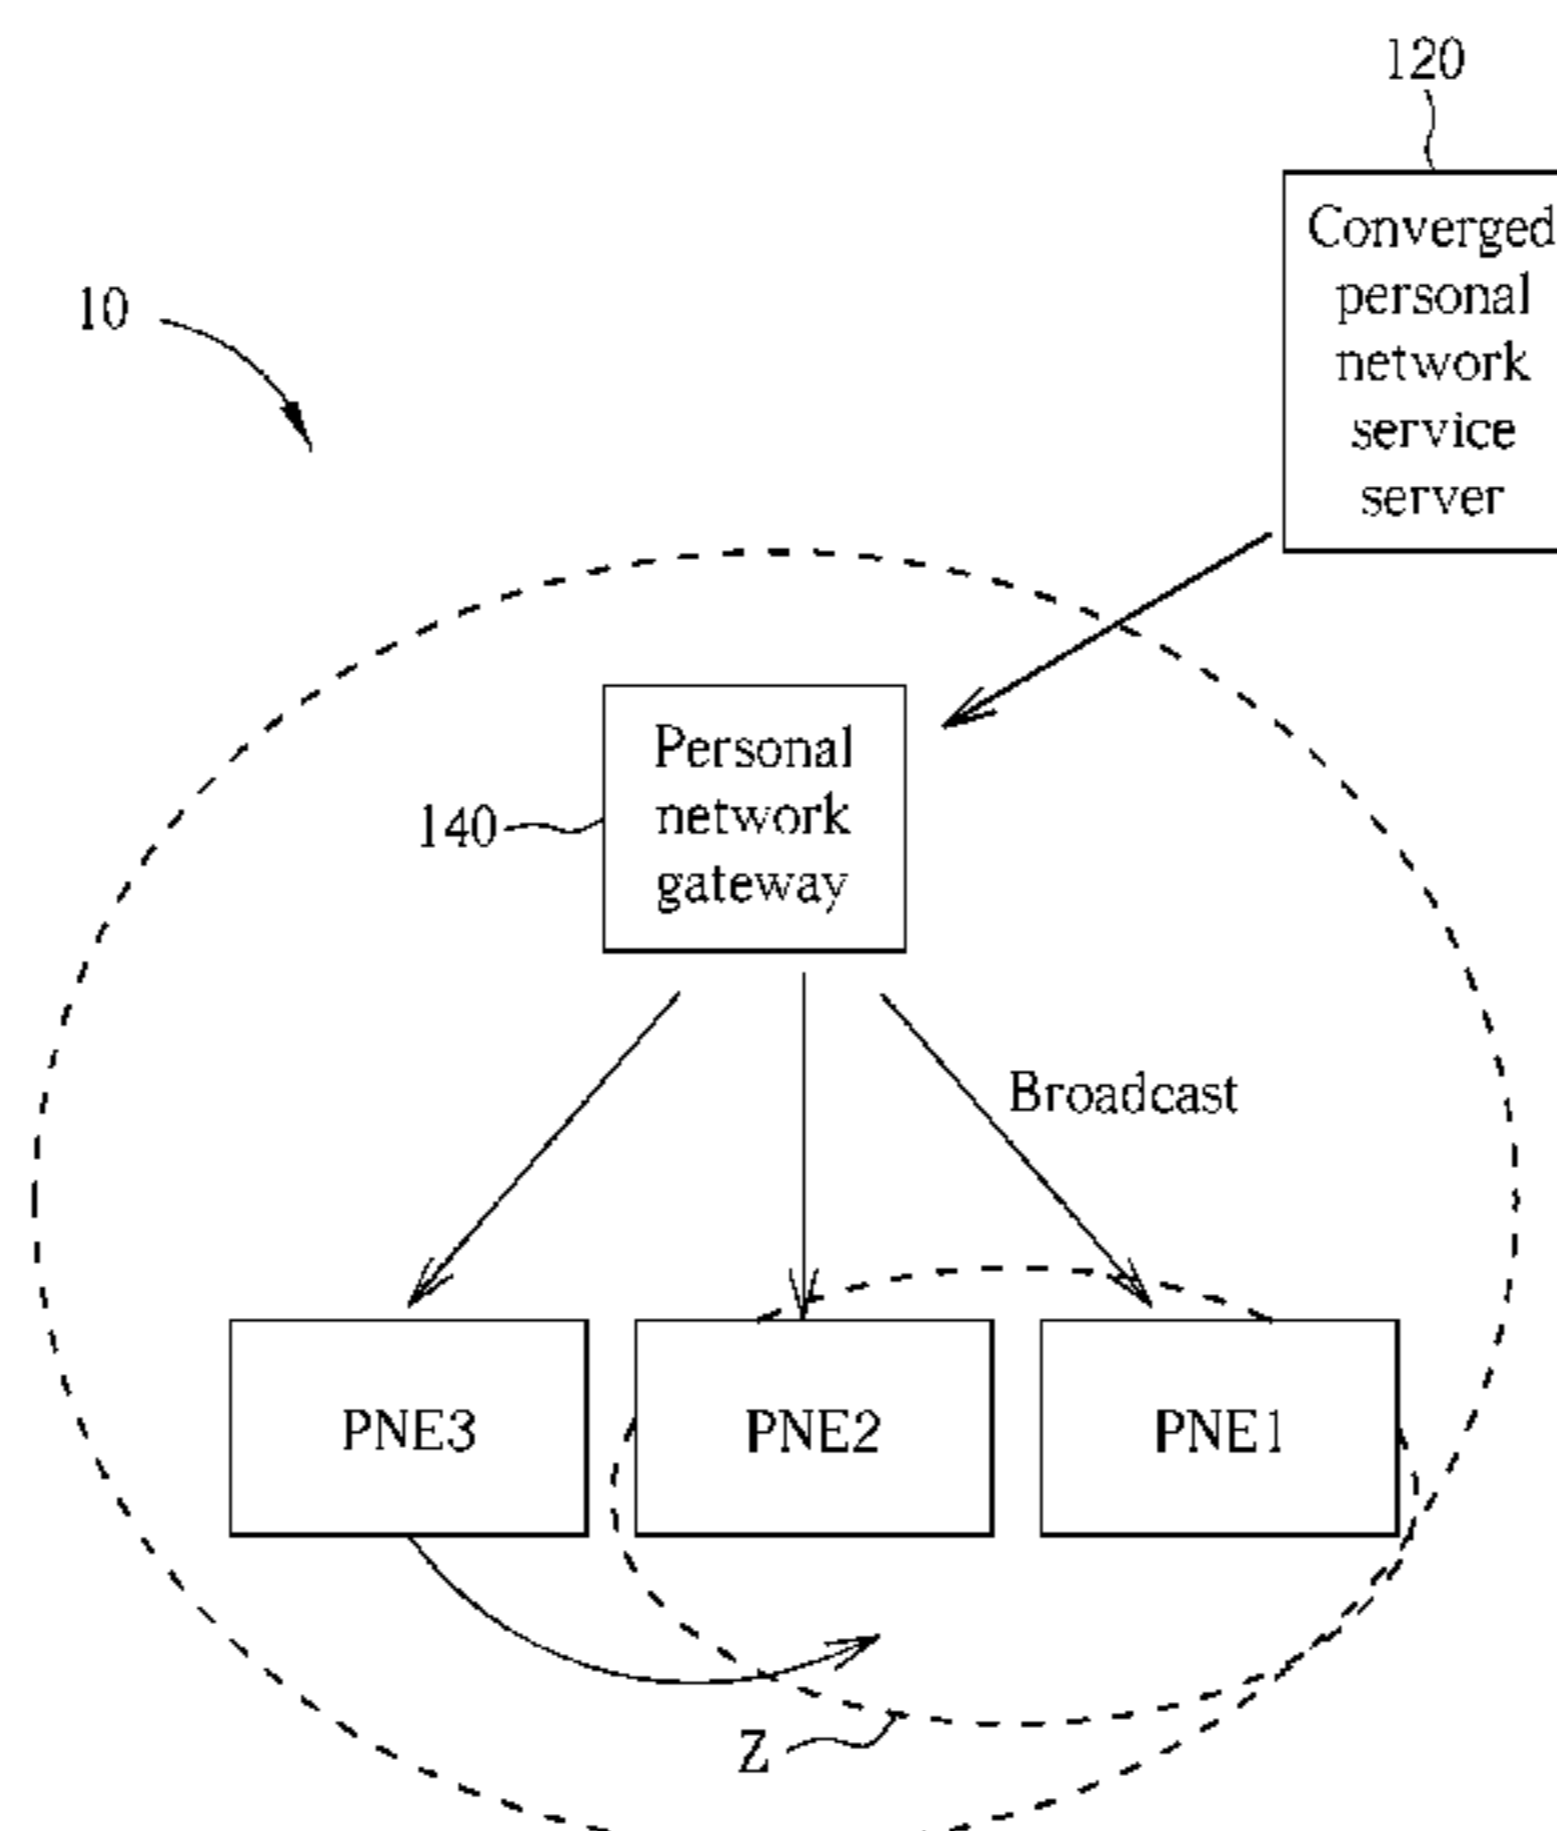 120
Converged
personal
network
service
server
10
Personal
network
gateway
140
Broadcast
PNE3
PNE2
PNE1
Z